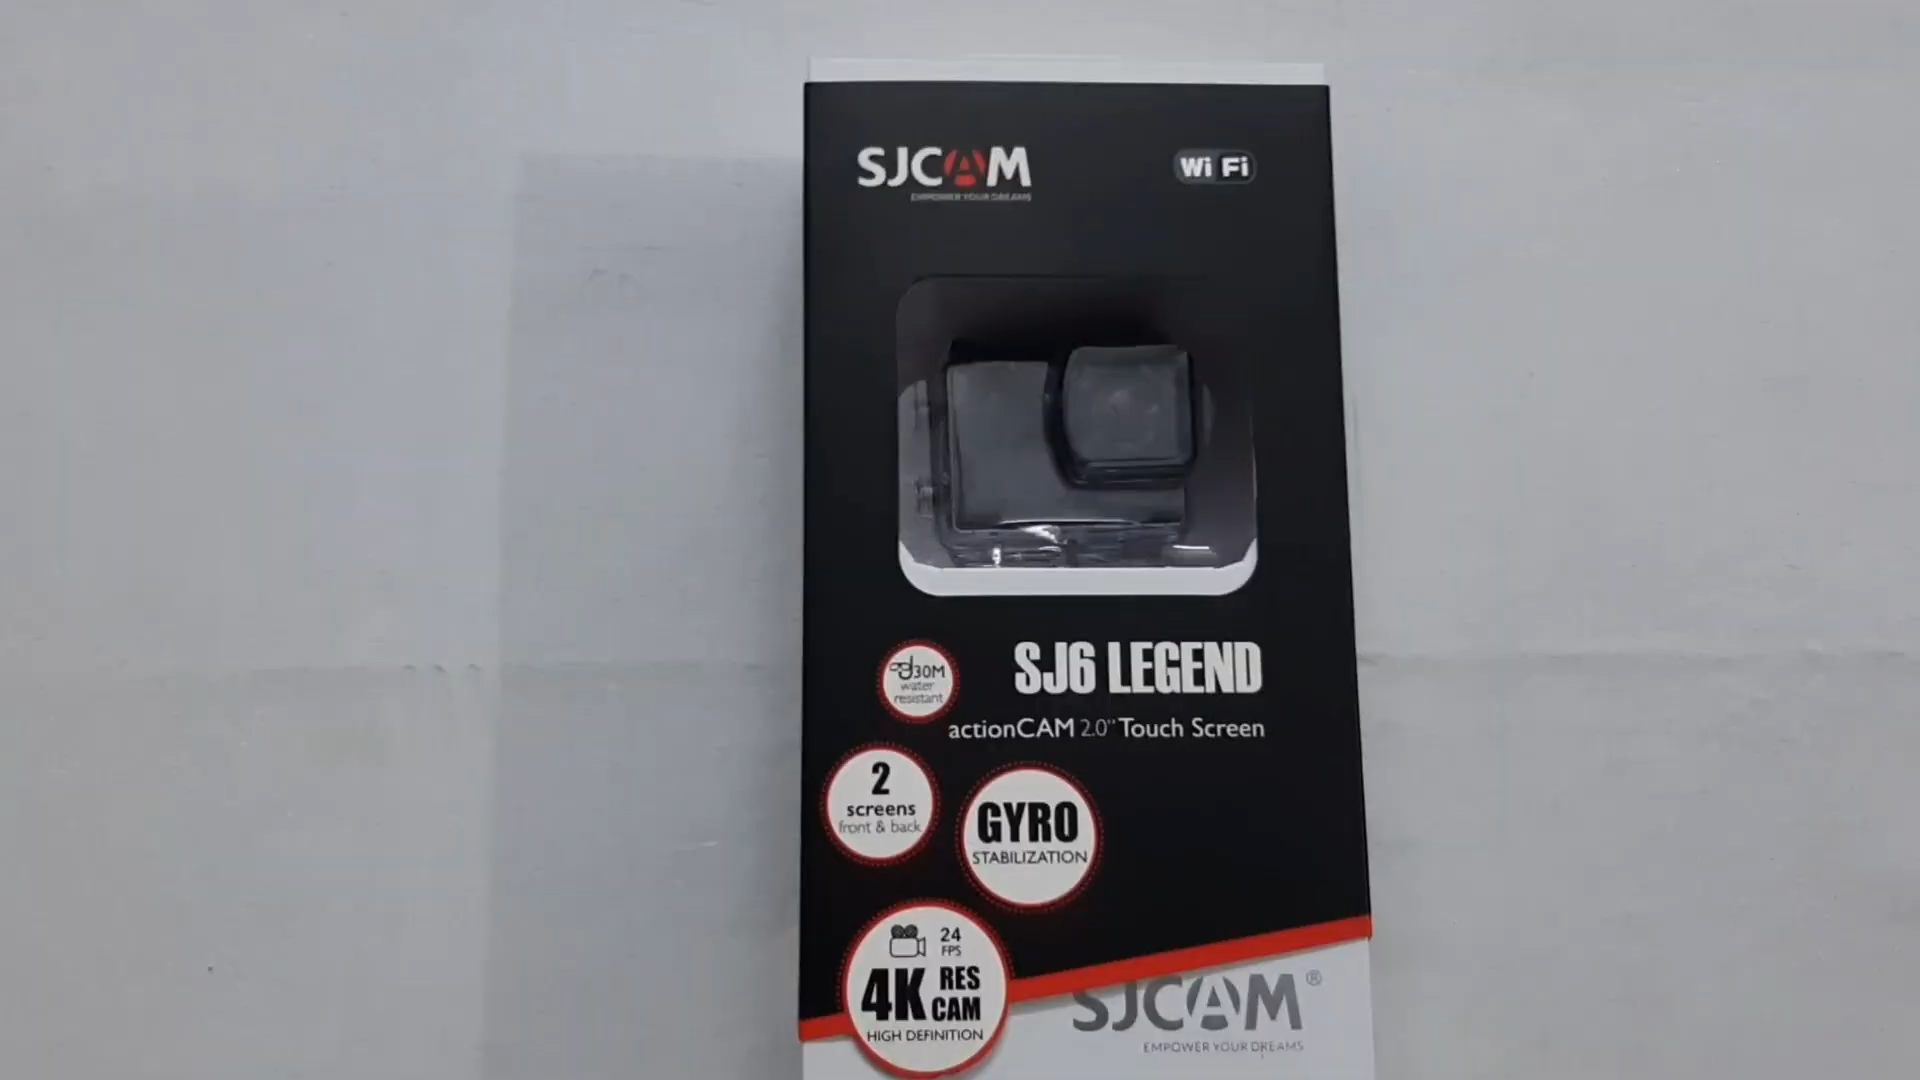 SJCAM
EMPOWER YOUR DREAMS
Wi Fi
30M
water
resistant
SJ6 LEGEND
actionCAM 2.0" Touch Screen
2
screens
front & back
GYRO
STABILIZATION
24
FPS
4K RES
CAM
HIGH DEFINITION
SJCAM®
EMPOWER YOUR DREAMS